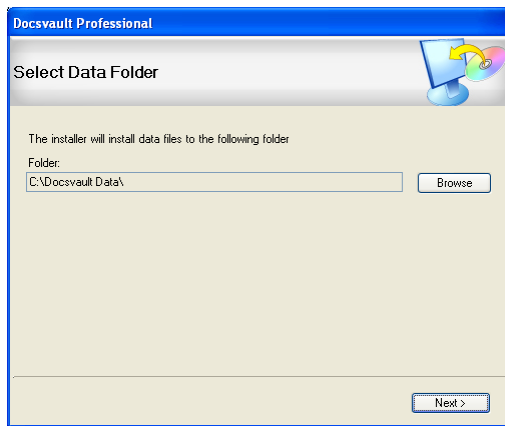 Docsvault Professional
Select Data Folder
The installer will install data files to the following folder
Folder:
C:\Docsvault Data\
Browse
Next >